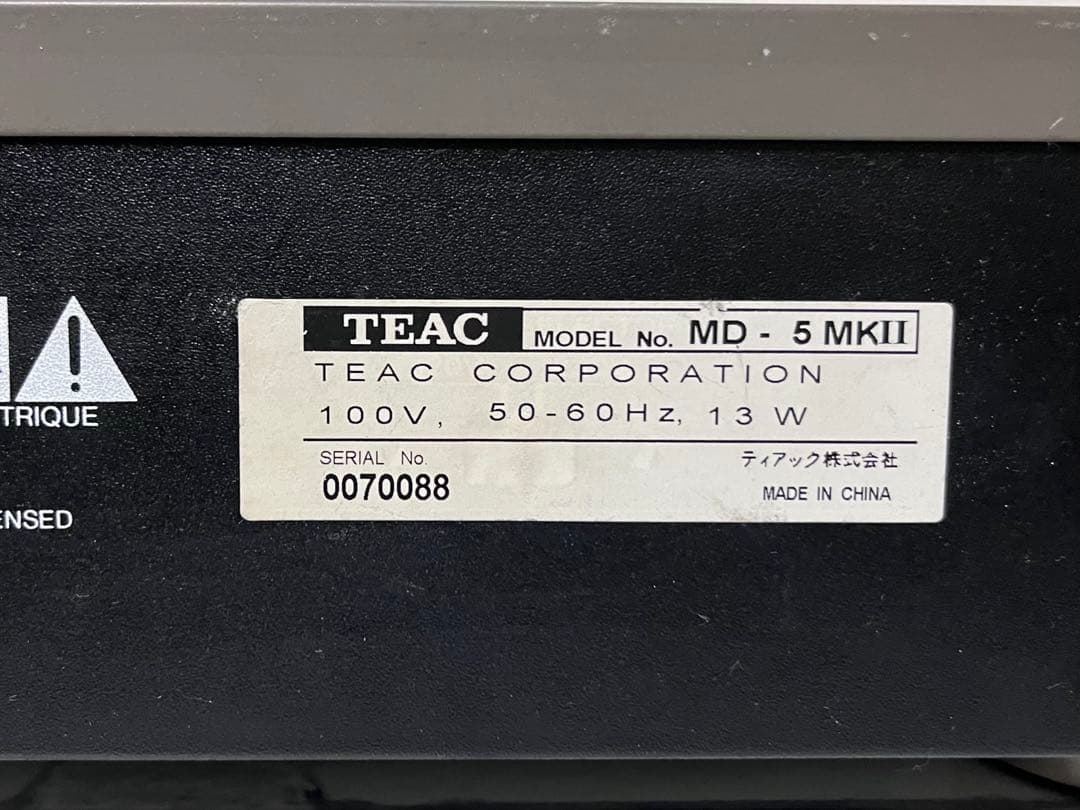 TEAC MODEL No. MD - 5 MKII
TEAC CORPORATION
100V, 50-60Hz, 13 W
SERIAL No.
0070088
ティアック株式会社
MADE IN CHINA
TRIQUE
ENSED